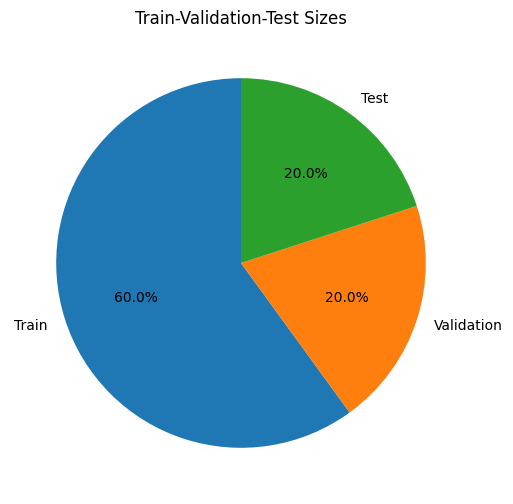 Train-Validation-Test Sizes
Test
20.0%
60.0%
20.0%
Train
Validation